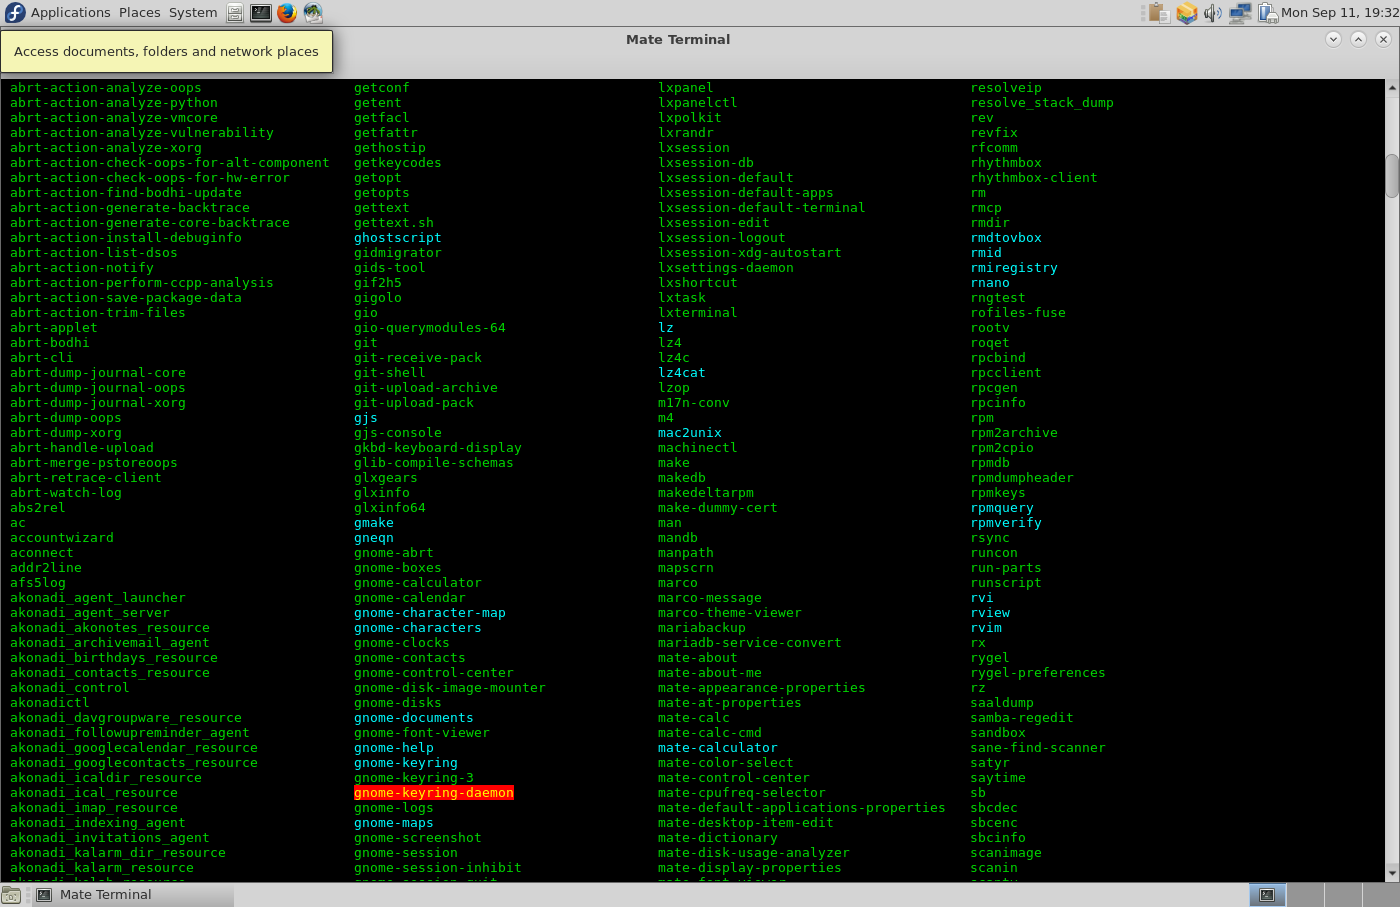 Applications Places System Mon Sep 11, 19:32
Access documents, folders and network places
Mate Terminal
abrt-action-analyze-oops getconf lxpanel resolveip
abrt-action-analyze-python getent lxpanelctl resolve_stack_dump
abrt-action-analyze-vmcore getfacl lxpolkit rev
abrt-action-analyze-vulnerability getfattr lxrandr revfix
abrt-action-analyze-xorg gethostip lxsession rfcomm
abrt-action-check-oops-for-alt-component getkeycodes lxsession-db rhythmbox
abrt-action-check-oops-for-hw-error getopt lxsession-default rhythmbox-client
abrt-action-find-bodhi-update getopts lxsession-default-apps rm
abrt-action-generate-backtrace gettext lxsession-default-terminal rmcp
abrt-action-generate-core-backtrace gettext.sh lxsession-edit rmdir
abrt-action-install-debuginfo ghostscript lxsession-logout rmdtovbox
abrt-action-list-dsos gidmigrator lxsession-xdg-autostart rmid
abrt-action-notify gids-tool lxsettings-daemon rmiregistry
abrt-action-perform-ccpp-analysis gif2h5 lxshortcut rnano
abrt-action-save-package-data gigolo lxtask rngtest
abrt-action-trim-files gio lxterminal rofiles-fuse
abrt-applet gio-querymodules-64 lz rootv
abrt-bodhi git lz4 roqet
abrt-cli git-receive-pack lz4c rpcbind
abrt-dump-journal-core git-shell lz4cat rpcclient
abrt-dump-journal-oops git-upload-archive lzop rpcgen
abrt-dump-journal-xorg git-upload-pack m17n-conv rpcinfo
abrt-dump-oops gjs m4 rpm
abrt-dump-xorg gjs-console mac2unix rpm2archive
abrt-handle-upload gkbd-keyboard-display machinectl rpm2cpio
abrt-merge-pstoreoops glib-compile-schemas make rpmdb
abrt-retrace-client glxgears makedb rpmdumpheader
abrt-watch-log glxinfo makedeltarpm rpmkeys
abs2rel glxinfo64 make-dummy-cert rpmquery
ac gmake man rpmverify
accountwizard gneqn mandb rsync
aconnect gnome-abrt manpath runcon
addr2line gnome-boxes mapscrn run-parts
afs5log gnome-calculator marco runscript
akonadi_agent_launcher gnome-calendar marco-message rvi
akonadi_agent_server gnome-character-map marco-theme-viewer rview
akonadi_akonotes_resource gnome-characters mariabackup rvim
akonadi_archivemail_agent gnome-clocks mariadb-service-convert rx
akonadi_birthdays_resource gnome-contacts mate-about rygel
akonadi_contacts_resource gnome-control-center mate-about-me rygel-preferences
akonadi_control gnome-disk-image-mounter mate-appearance-properties rz
akonadictl gnome-disks mate-at-properties saaldump
akonadi_davgroupware_resource gnome-documents mate-calc samba-regedit
akonadi_followupreminder_agent gnome-font-viewer mate-calc-cmd sandbox
akonadi_googlecalendar_resource gnome-help mate-calculator sane-find-scanner
akonadi_googlecontacts_resource gnome-keyring mate-color-select satyr
akonadi_icaldir_resource gnome-keyring-3 mate-control-center saytime
akonadi_ical_resource gnome-keyring-daemon mate-cpufreq-selector sb
akonadi_imap_resource gnome-logs mate-default-applications-properties sbcdec
akonadi_indexing_agent gnome-maps mate-desktop-item-edit sbcenc
akonadi_invitations_agent gnome-screenshot mate-dictionary sbcinfo
akonadi_kalarm_dir_resource gnome-session mate-disk-usage-analyzer scanimage
akonadi_kalarm_resource gnome-session-inhibit mate-display-properties scanin
Mate Terminal